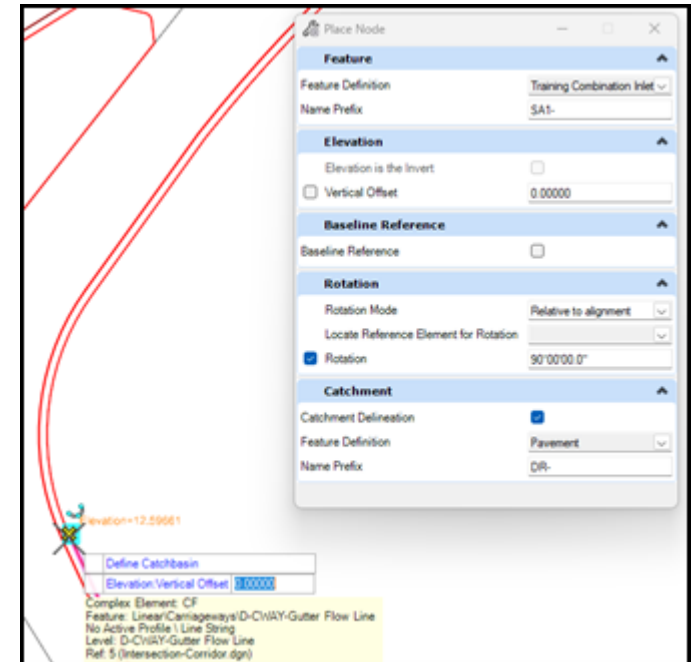 Place Node
Feature
Feature Definition Training Combination Inlet
Name Prefix SA1-
Elevation
Elevation is the Invert
Vertical Offset 0.00000
Baseline Reference
Baseline Reference
Rotation
Rotation Mode Relative to alignment
Locate Reference Element for Rotation
Rotation 90°00'00.0"
Catchment
Catchment Delineation
Feature Definition Pavement
Name Prefix DR-
Elevation=12.59661
Define Catchbasin
Elevation:Vertical Offset 0.00000
Complex Element: CF
Feature: Linear\Carriageways\D-CWAY-Gutter Flow Line
No Active Profile \ Line String
Level: D-CWAY-Gutter Flow Line
Ref: 5 (Intersection-Corridor.dgn)